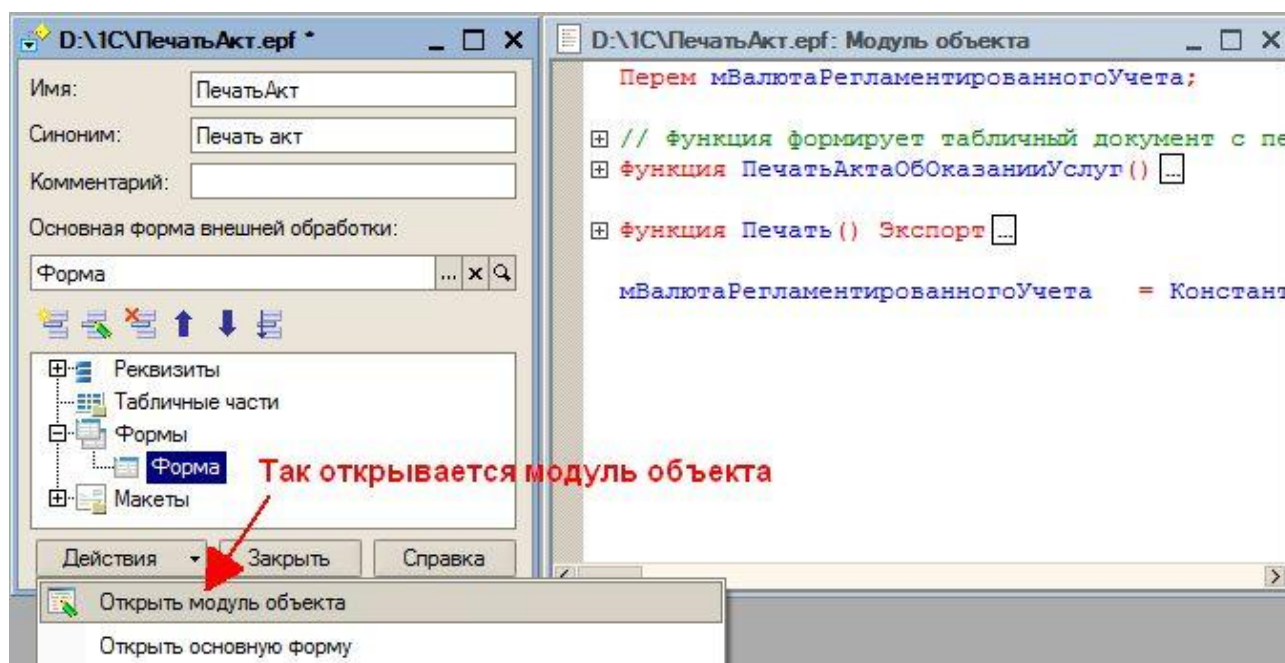 D:\1С\ПечатьАкт.epf *
Имя: ПечатьАкт
Синоним: Печать акт
Комментарий:
Основная форма внешней обработки:
Форма
Реквизиты
Табличные части
Формы
Форма
Макеты
Так открывается модуль объекта
Действия Закрыть Справка
Открыть модуль объекта
Открыть основную форму
D:\1С\ПечатьАкт.epf: Модуль объекта
Перем мВалютаРегламентированногоУчета;
// Функция формирует табличный документ с пе
Функция ПечатьАктаОбОказанииУслуг() ...
Функция Печать() Экспорт ...
мВалютаРегламентированногоУчета = Констант